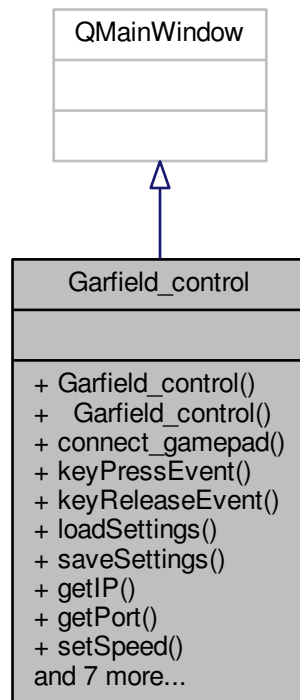 QMainWindow
Garfield_control
+ Garfield_control()
+ Garfield_control()
+ connect_gamepad()
+ keyPressEvent()
+ keyReleaseEvent()
+ loadSettings()
+ saveSettings()
+ getIP()
+ getPort()
+ setSpeed()
and 7 more...